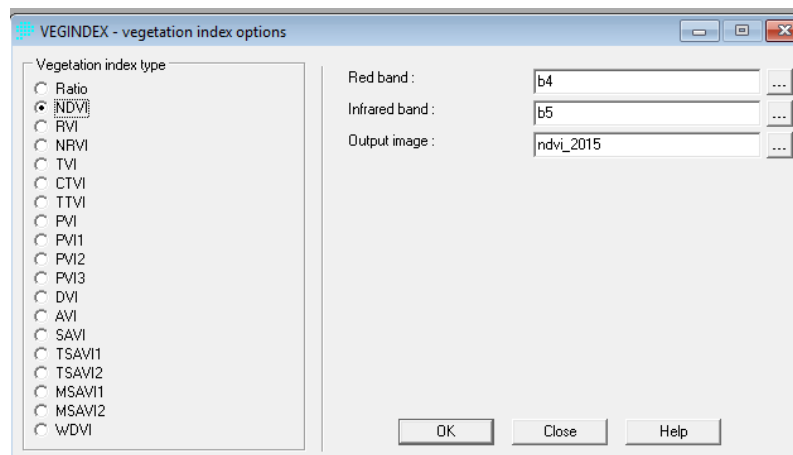 VEGINDEX - vegetation index options
Vegetation index type
Ratio
NDVI
RVI
NRVI
TVI
CTVI
TTVI
PVI
PVI1
PVI2
PVI3
DVI
AVI
SAVI
TSAVI1
TSAVI2
MSAVI1
MSAVI2
WDVI
Red band : b4 ...
Infrared band : b5 ...
Output image : ndvi_2015 ...
OK Close Help